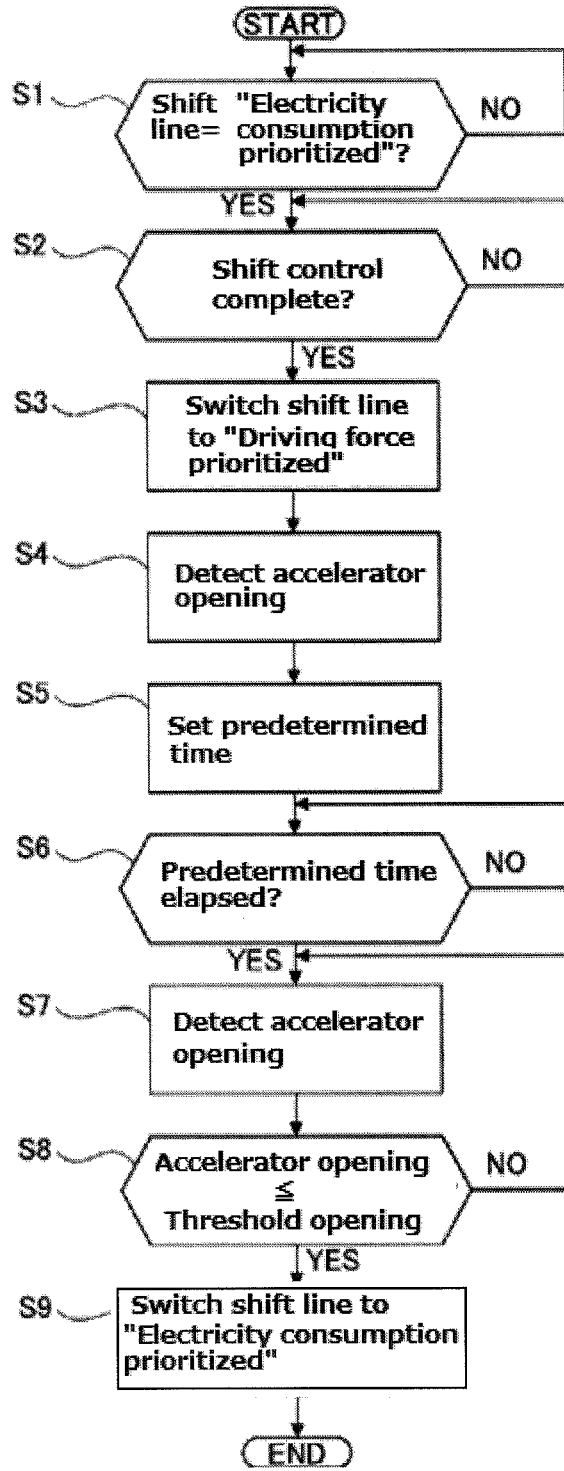 START
S1
Shift "Electricity
line= consumption
prioritized"?
NO
YES
S2
Shift control
complete?
NO
YES
S3
Switch shift line
to "Driving force
prioritized"
S4
Detect accelerator
opening
S5
Set predetermined
time
S6
Predetermined time
elapsed?
NO
YES
S7
Detect accelerator
opening
S8
Accelerator opening
≦
Threshold opening
NO
YES
S9
Switch shift line to
"Electricity consumption
prioritized"
END